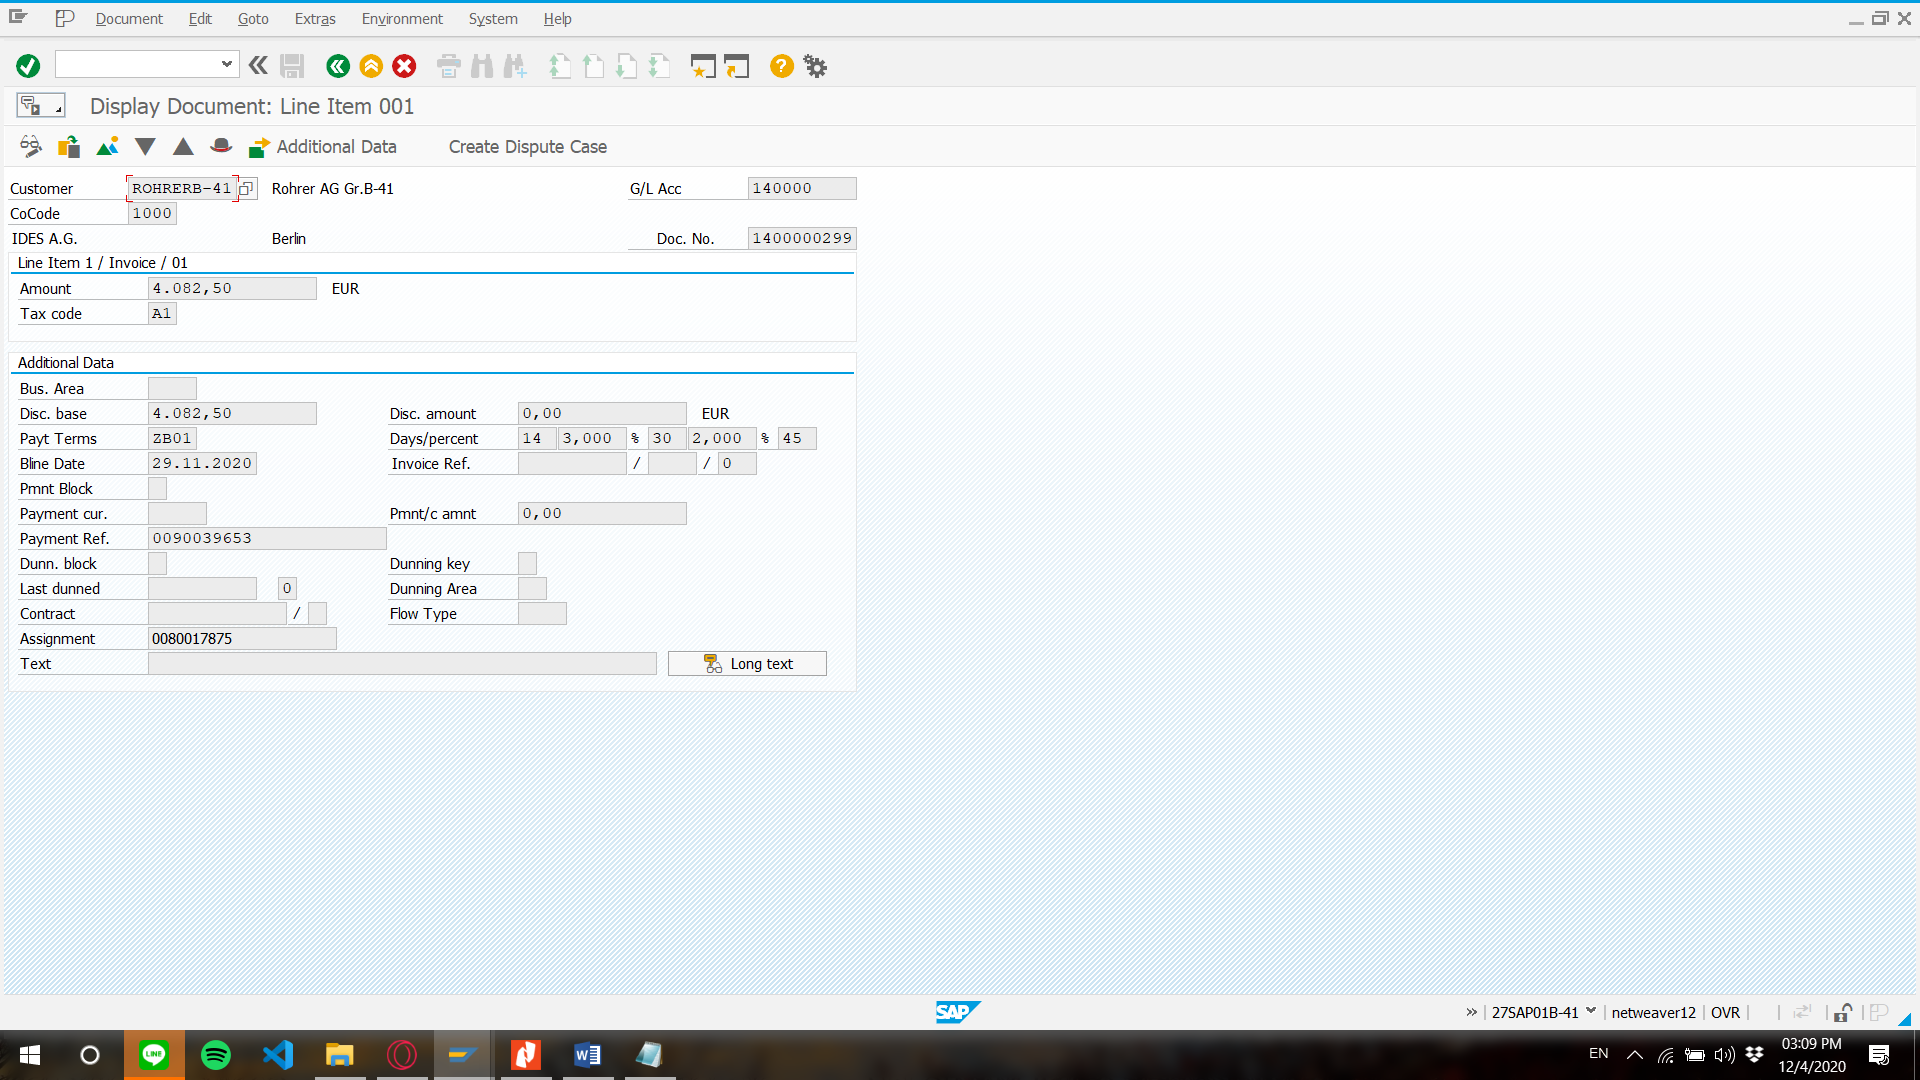 Document Edit Goto Extras Environment System Help
Display Document: Line Item 001
Additional Data Create Dispute Case
Customer ROHRERB-41 Rohrer AG Gr.B-41 G/L Acc 140000
CoCode 1000
IDES A.G. Berlin Doc. No. 1400000299
Line Item 1 / Invoice / 01
Amount 4.082,50 EUR
Tax code A1
Additional Data
Bus. Area
Disc. base 4.082,50 Disc. amount 0,00 EUR
Payt Terms ZB01 Days/percent 14 3,000 % 30 2,000 % 45
Bline Date 29.11.2020 Invoice Ref. / / 0
Pmnt Block
Payment cur. Pmnt/c amnt 0,00
Payment Ref. 0090039653
Dunn. block Dunning key
Last dunned 0 Dunning Area
Contract / Flow Type
Assignment 0080017875
Text Long text
SAP 27SAP01B-41 netweaver12 OVR
LINE EN 03:09 PM
12/4/2020